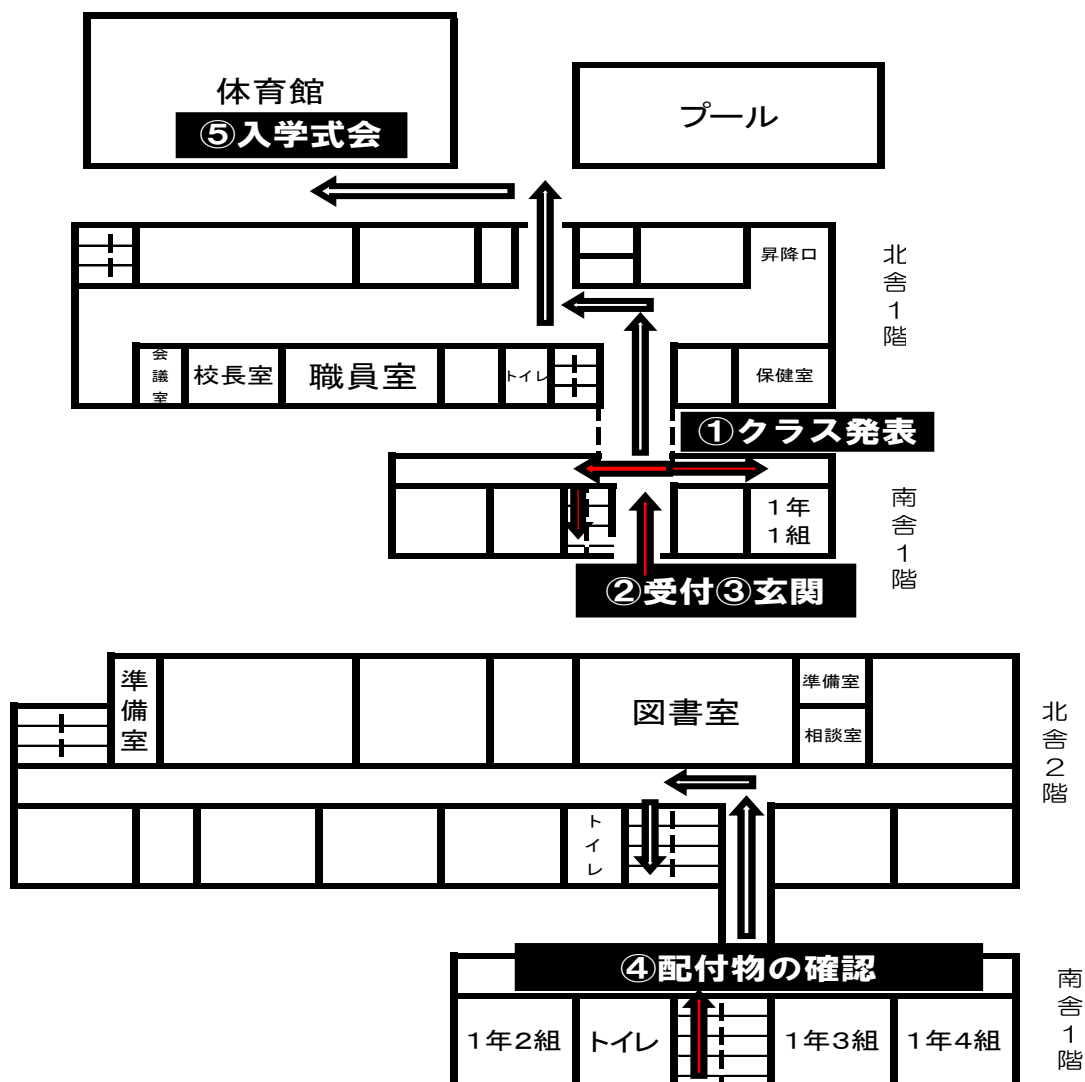 体育館
⑤入学式会
プール
昇降口
北舎1階
会議室
校長室
職員室
トイレ
保健室
①クラス発表
1年
1組
南舎1階
②受付③玄関
準備室
図書室
準備室
相談室
北舎2階
トイレ
④配付物の確認
1年2組
トイレ
1年3組
1年4組
南舎1階